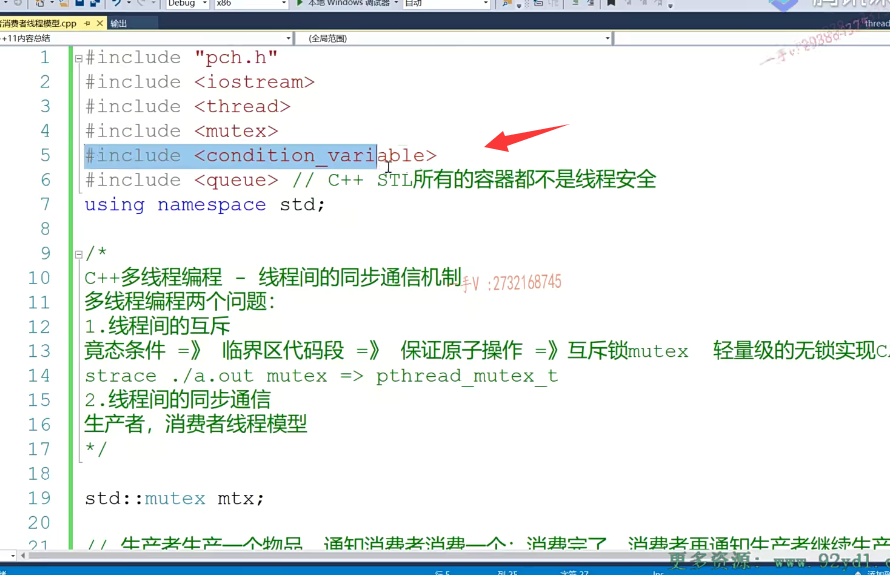 Debug x86 本地 Windows 调试器 自动
消费者线程模型.cpp 输出
+11内容总结 (全局范围)
1 #include "pch.h"
2 #include <iostream>
3 #include <thread>
4 #include <mutex>
5 #include <condition_variable>
6 #include <queue> // C++ STL所有的容器都不是线程安全
7 using namespace std;
8
9 /*
10 C++多线程编程 - 线程间的同步通信机制
手V :2732168745
11 多线程编程两个问题:
12 1.线程间的互斥
13 竟态条件 =》 临界区代码段 =》 保证原子操作 =》互斥锁mutex 轻量级的无锁实现C
14 strace ./a.out mutex => pthread_mutex_t
15 2.线程间的同步通信
16 生产者，消费者线程模型
17 */
18
19 std::mutex mtx;
20
21 // 生产者生产一个物品，通知消费者消费一个；消费完了，消费者再通知生产者继续生产
行 5 列 25 字符 27 Ins